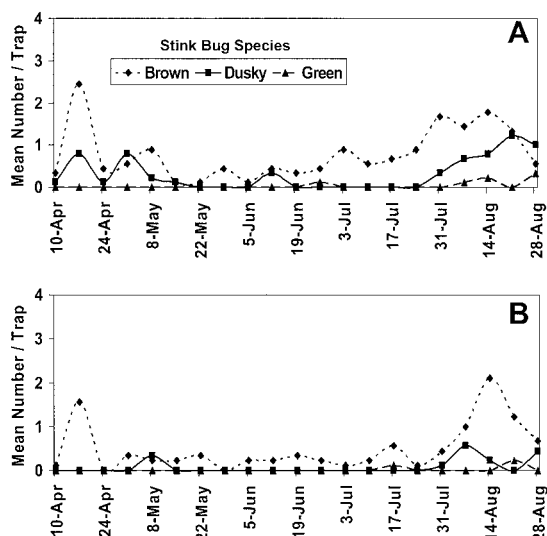 A
Stink Bug Species
Brown Dusky Green
Mean Number / Trap
4
3
2
1
0
10-Apr
24-Apr
8-May
22-May
5-Jun
19-Jun
3-Jul
17-Jul
31-Jul
14-Aug
28-Aug
B
Mean Number / Trap
4
3
2
1
0
10-Apr
24-Apr
8-May
22-May
5-Jun
19-Jun
3-Jul
17-Jul
31-Jul
14-Aug
28-Aug